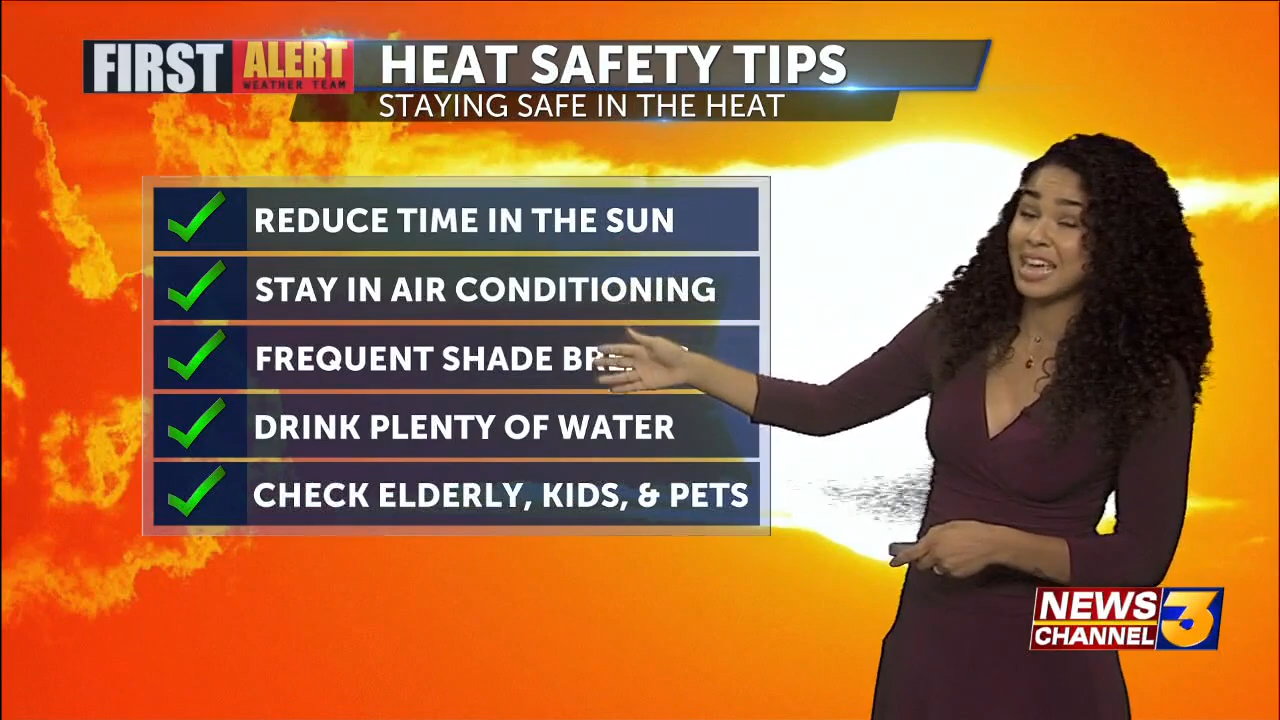 FIRST ALERT
WEATHER TEAM
HEAT SAFETY TIPS
STAYING SAFE IN THE HEAT
REDUCE TIME IN THE SUN
STAY IN AIR CONDITIONING
FREQUENT SHADE
DRINK PLENTY OF WATER
CHECK ELDERLY, KIDS, & PETS
NEWS
CHANNEL 3